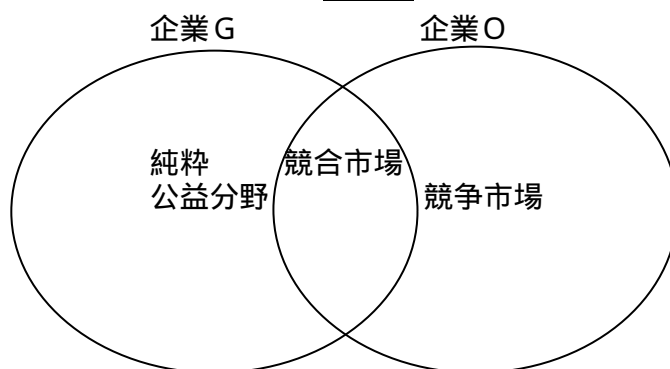 企業Ｇ
企業Ｏ
純粋
公益分野
競合市場
競争市場